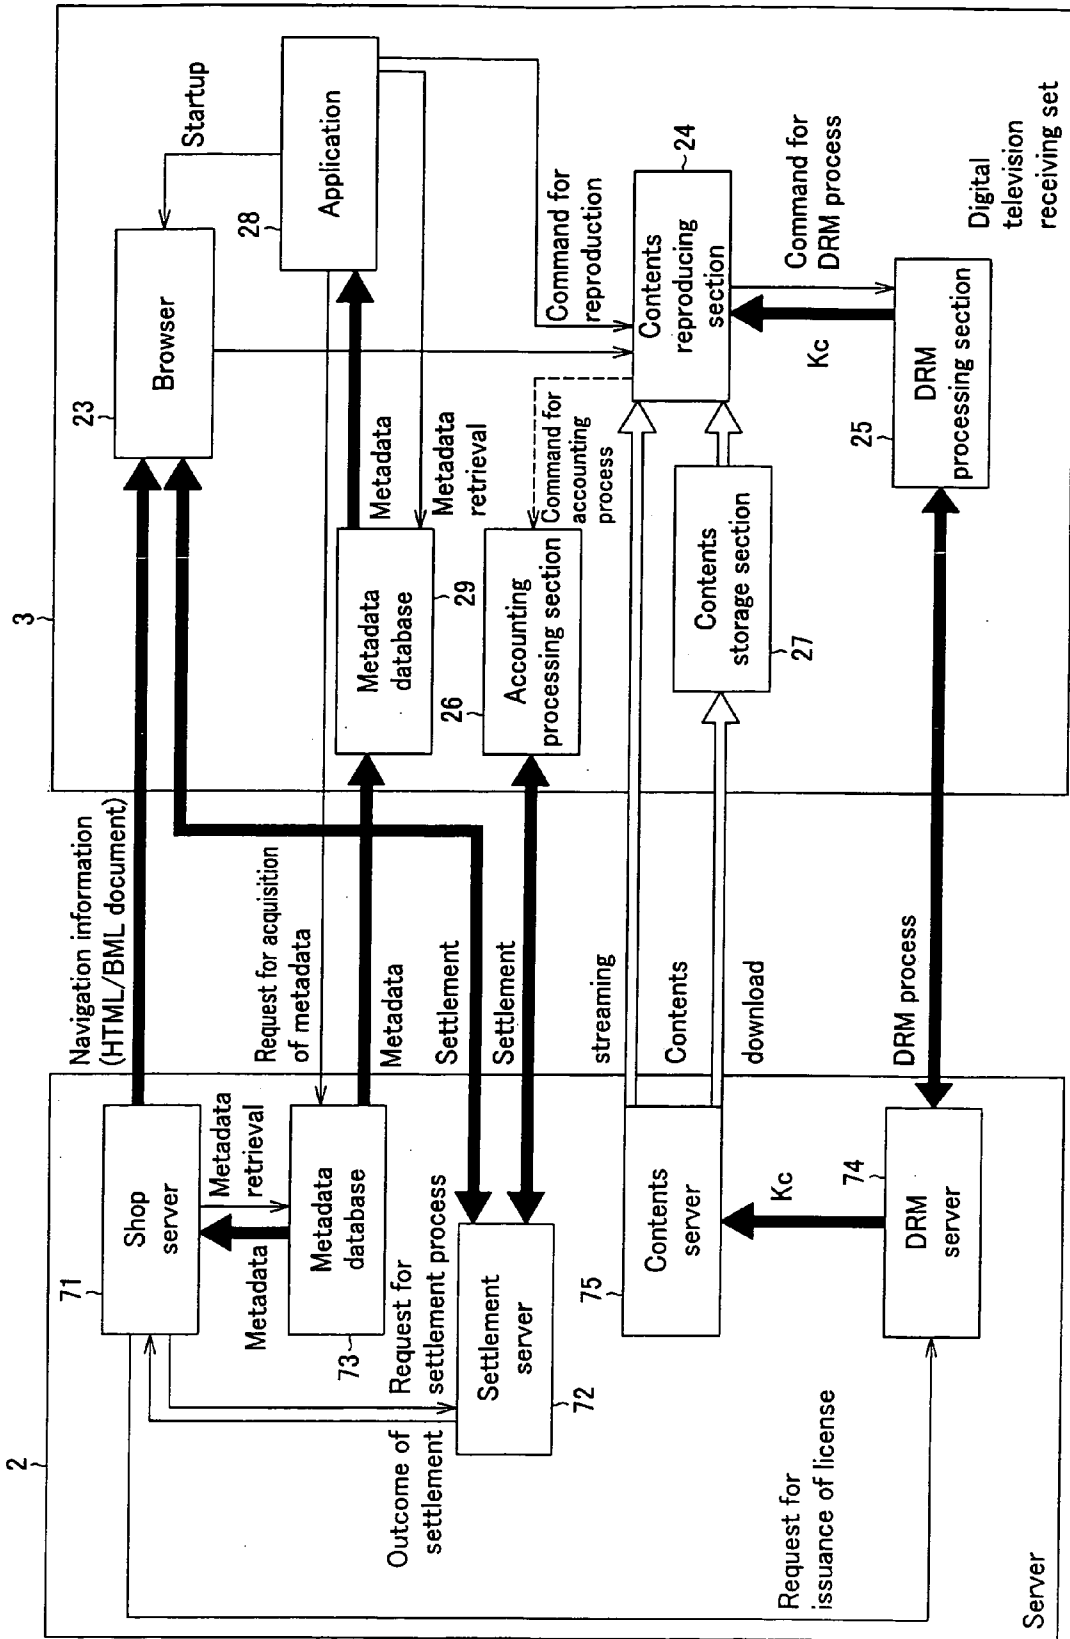 2
3
Server
Digital
television
receiving set
71
Shop
server
Metadata
retrieval
Metadata
73
Metadata
database
Outcome of
settlement
Request for
settlement process
72
Settlement
server
75
Contents
server
Kc
74
DRM
server
Request for
issuance of license
Navigation information
(HTML/BML document)
Request for acquisition
of metadata
Metadata
Settlement
Settlement
streaming
Contents
download
DRM process
23
Browser
Startup
28
Application
Metadata
Metadata
retrieval
Metadata
database
29
26
Accounting
processing section
Command for
accounting
process
Command for
reproduction
Contents
reproducing
section
24
Contents
storage section
27
Kc
Command for
DRM process
25
DRM
processing section